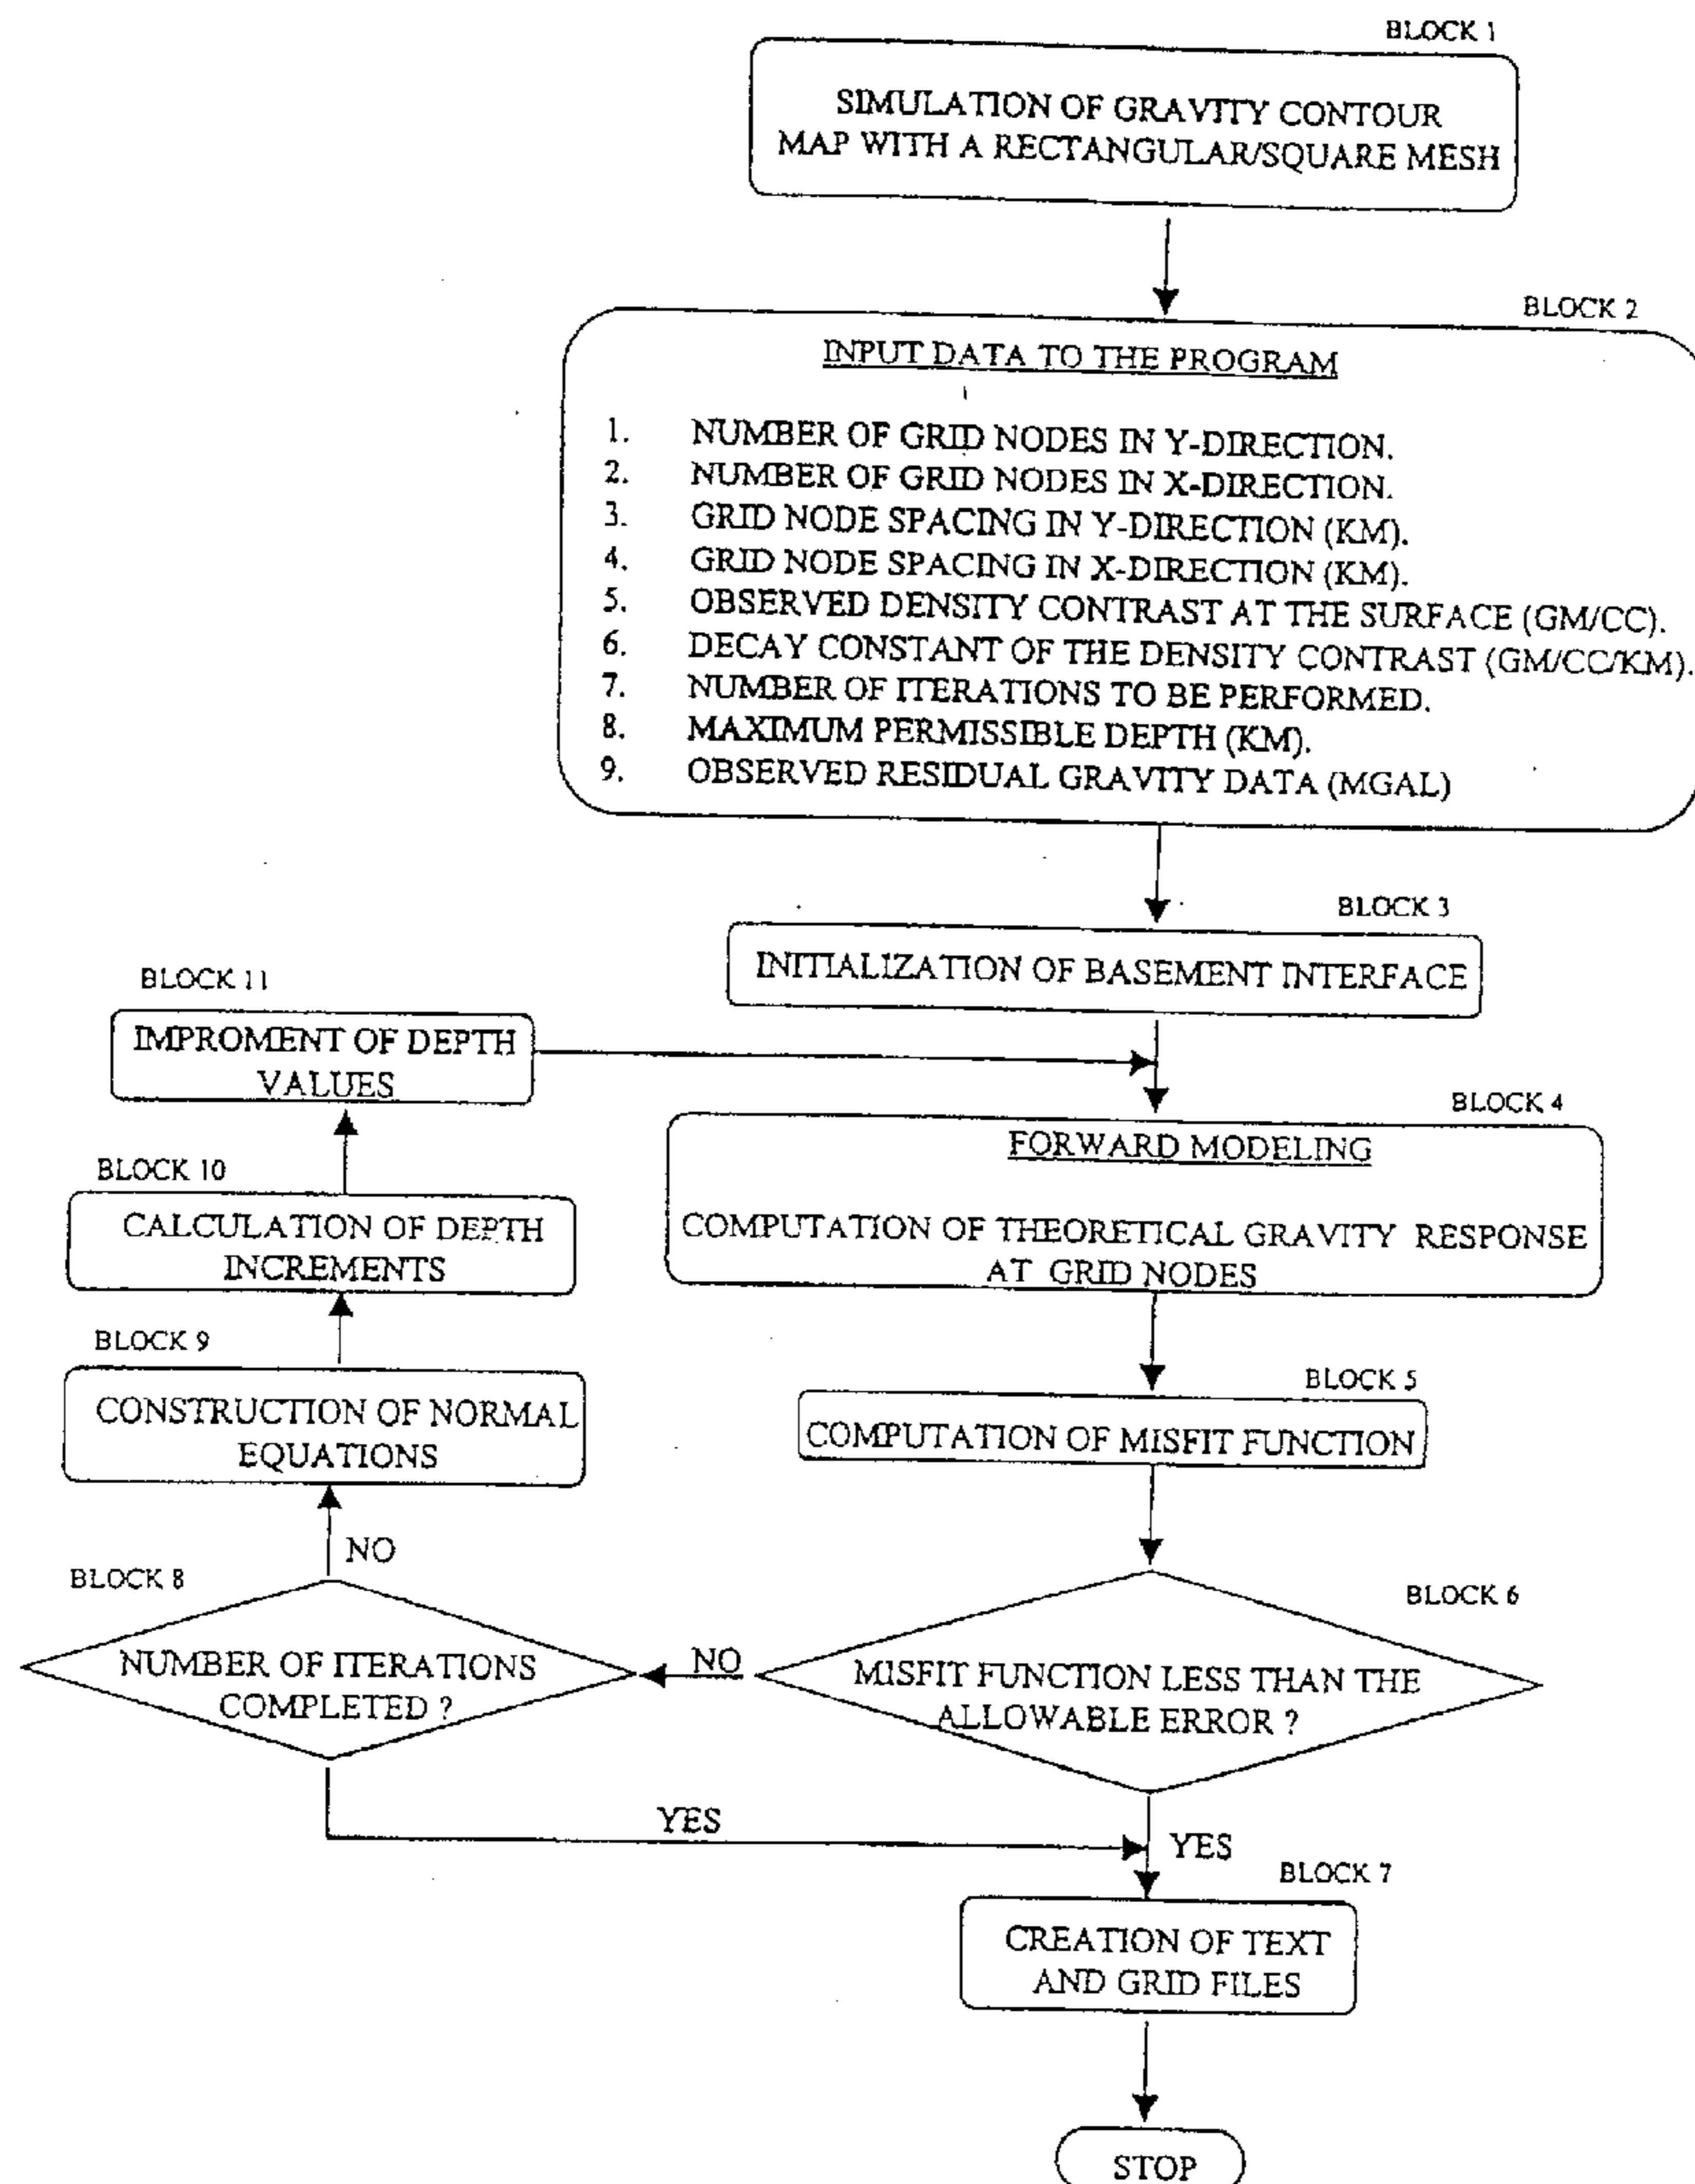 BLOCK 1
SIMULATION OF GRAVITY CONTOUR
MAP WITH A RECTANGULAR/SQUARE MESH
BLOCK 2
INPUT DATA TO THE PROGRAM
1. NUMBER OF GRID NODES IN Y-DIRECTION.
2. NUMBER OF GRID NODES IN X-DIRECTION.
3. GRID NODE SPACING IN Y-DIRECTION (KM).
4. GRID NODE SPACING IN X-DIRECTION (KM).
5. OBSERVED DENSITY CONTRAST AT THE SURFACE (GM/CC).
6. DECAY CONSTANT OF THE DENSITY CONTRAST (GM/CC/KM).
7. NUMBER OF ITERATIONS TO BE PERFORMED.
8. MAXIMUM PERMISSIBLE DEPTH (KM).
9. OBSERVED RESIDUAL GRAVITY DATA (MGAL)
BLOCK 3
INITIALIZATION OF BASEMENT INTERFACE
BLOCK 11
IMPROMENT OF DEPTH
VALUES
BLOCK 4
FORWARD MODELING
COMPUTATION OF THEORETICAL GRAVITY RESPONSE
AT GRID NODES
BLOCK 10
CALCULATION OF DEPTH
INCREMENTS
BLOCK 9
CONSTRUCTION OF NORMAL
EQUATIONS
BLOCK 5
COMPUTATION OF MISFIT FUNCTION
NO
BLOCK 8
NUMBER OF ITERATIONS
COMPLETED ?
NO
BLOCK 6
MISFIT FUNCTION LESS THAN THE
ALLOWABLE ERROR ?
YES
YES
BLOCK 7
CREATION OF TEXT
AND GRID FILES
STOP